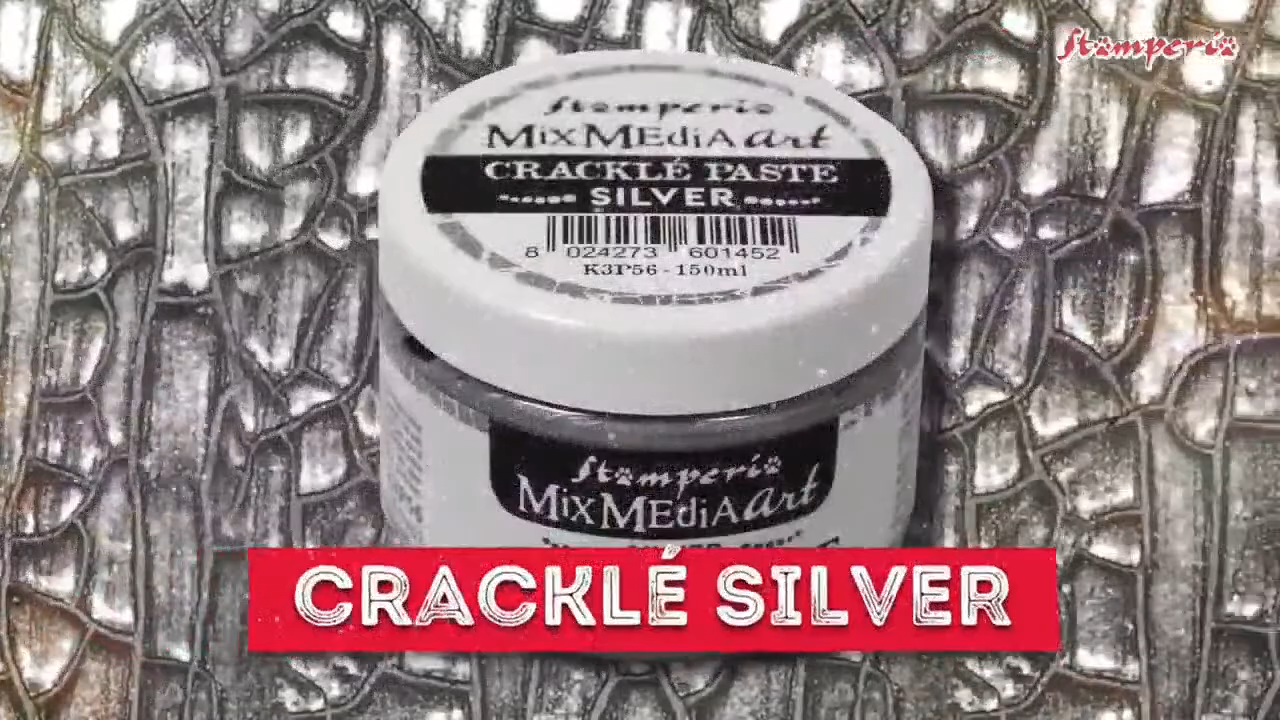 Stamperia
Stamperia
MixMEdiA art
CRACKLÉ PASTE
SILVER
8 024273 601452
K3P56 - 150ml
Stamperia
MixMEdiA art
CRACKLÉ SILVER